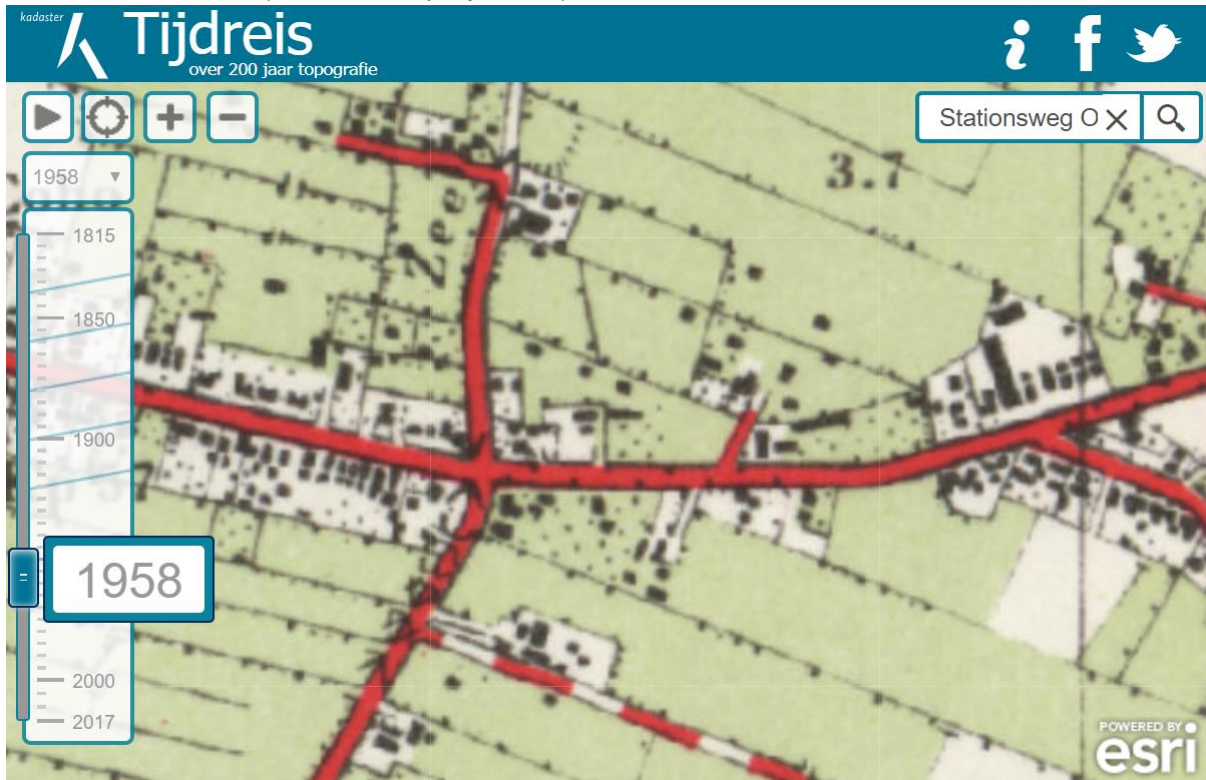 kadaster
Tijdreis
over 200 jaar topografie
Stationsweg O
1958
1815
1850
1900
1958
2000
2017
3.7
Zee
POWERED BY
esri